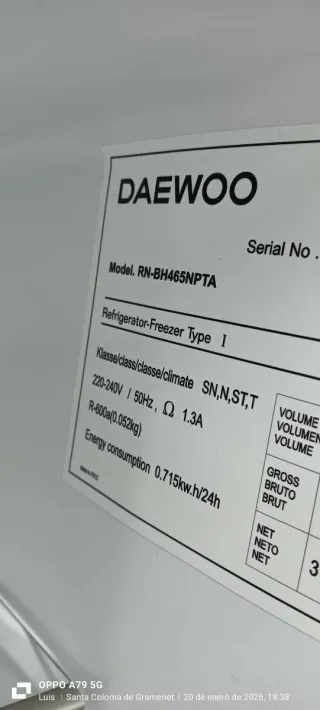 DAEWOO
Serial No .
Model. RN-BH465NPTA
Refrigerator-Freezer Type I
Klasse/class/classe/climate SN,N,ST,T
220-240V / 50Hz , Ω 1.3A
R-600a(0.052kg)
Energy consumption 0.715kw.h/24h
VOLUME
VOLUMEN
VOLUME
GROSS
BRUTO
BRUT
NET
NETO
NET
3
OPPO A79 5G
Luis | Santa Coloma de Gramenet | 20 de enero de 2026, 19:38